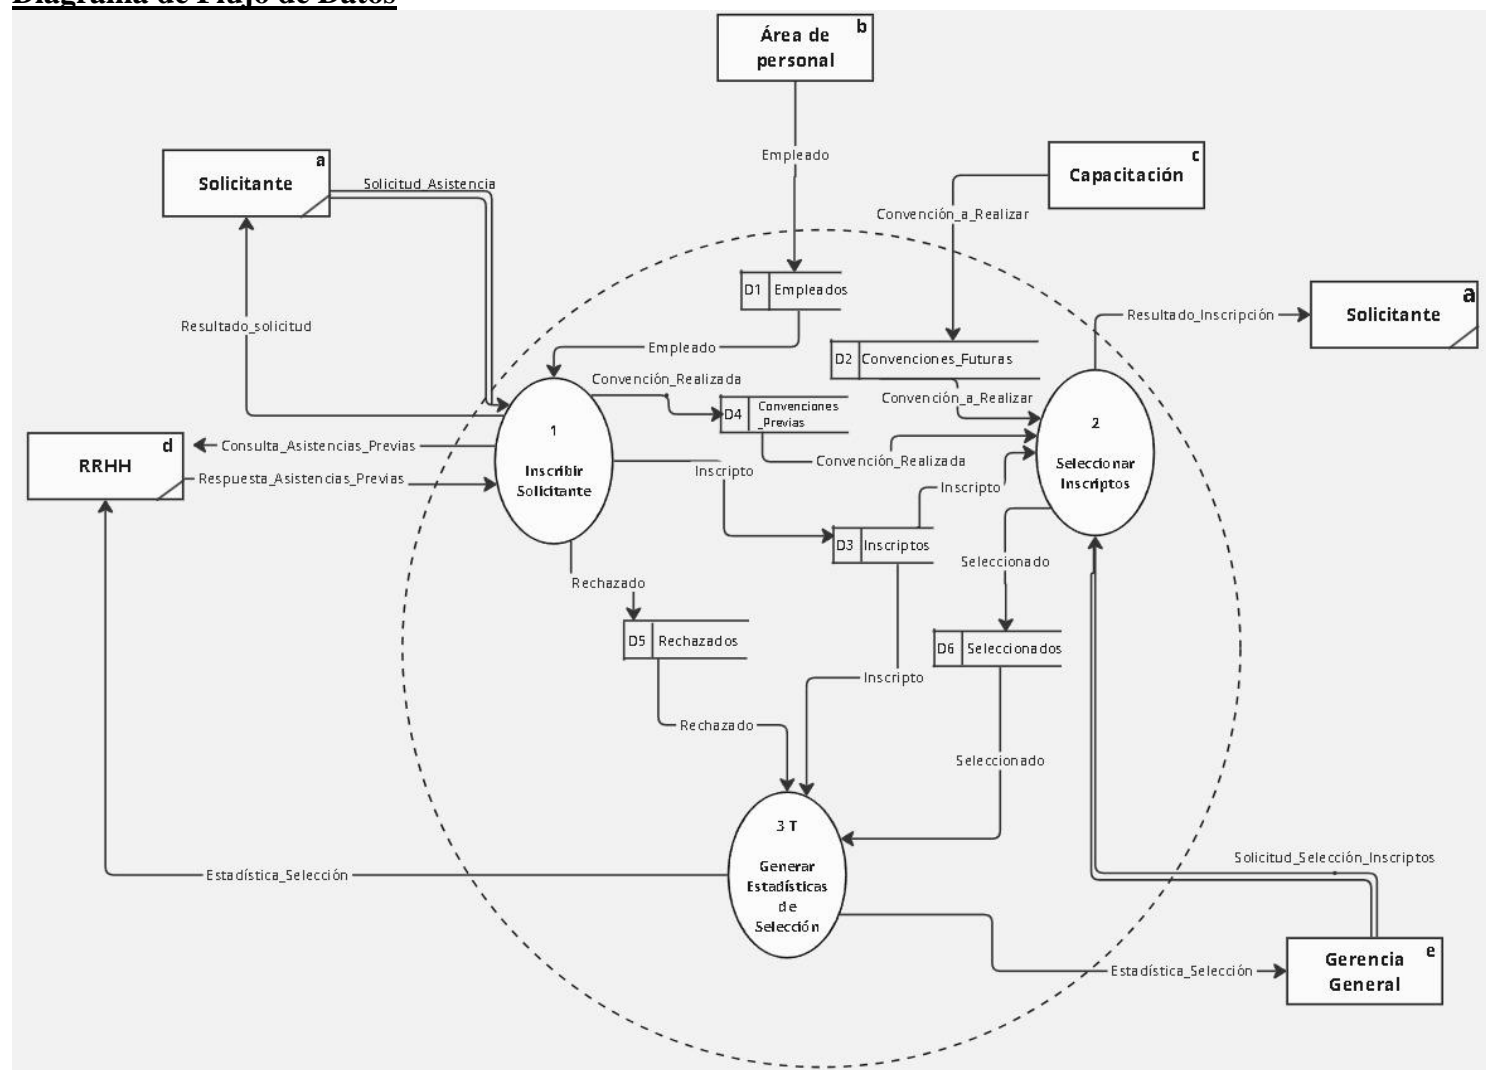 Diagrama de Flujo de Datos
b
Área de
personal
Empleado
a
Solicitante
Solicitud_Asistencia
c
Capacitación
Convención_a_Realizar
D1 Empleados
a
Solicitante
Resultado_Inscripción
Resultado_solicitud
Empleado
D2 Convenciones_Futuras
Convención_Realizada
Convención_a_Realizar
D4 Convenciones
_Previas
1
Inscribir
Solicitante
2
Seleccionar
Inscriptos
d
RRHH
Consulta_Asistencias_Previas
Respuesta_Asistencias_Previas
Convención_Realizada
Inscripto
Inscripto
D3 Inscriptos
Seleccionado
Rechazado
D5 Rechazados
D6 Seleccionados
Inscripto
Rechazado
Seleccionado
3 T
Generar
Estadísticas
de
Selección
Solicitud_Selección_Inscriptos
Estadística_Selección
Estadística_Selección
e
Gerencia
General